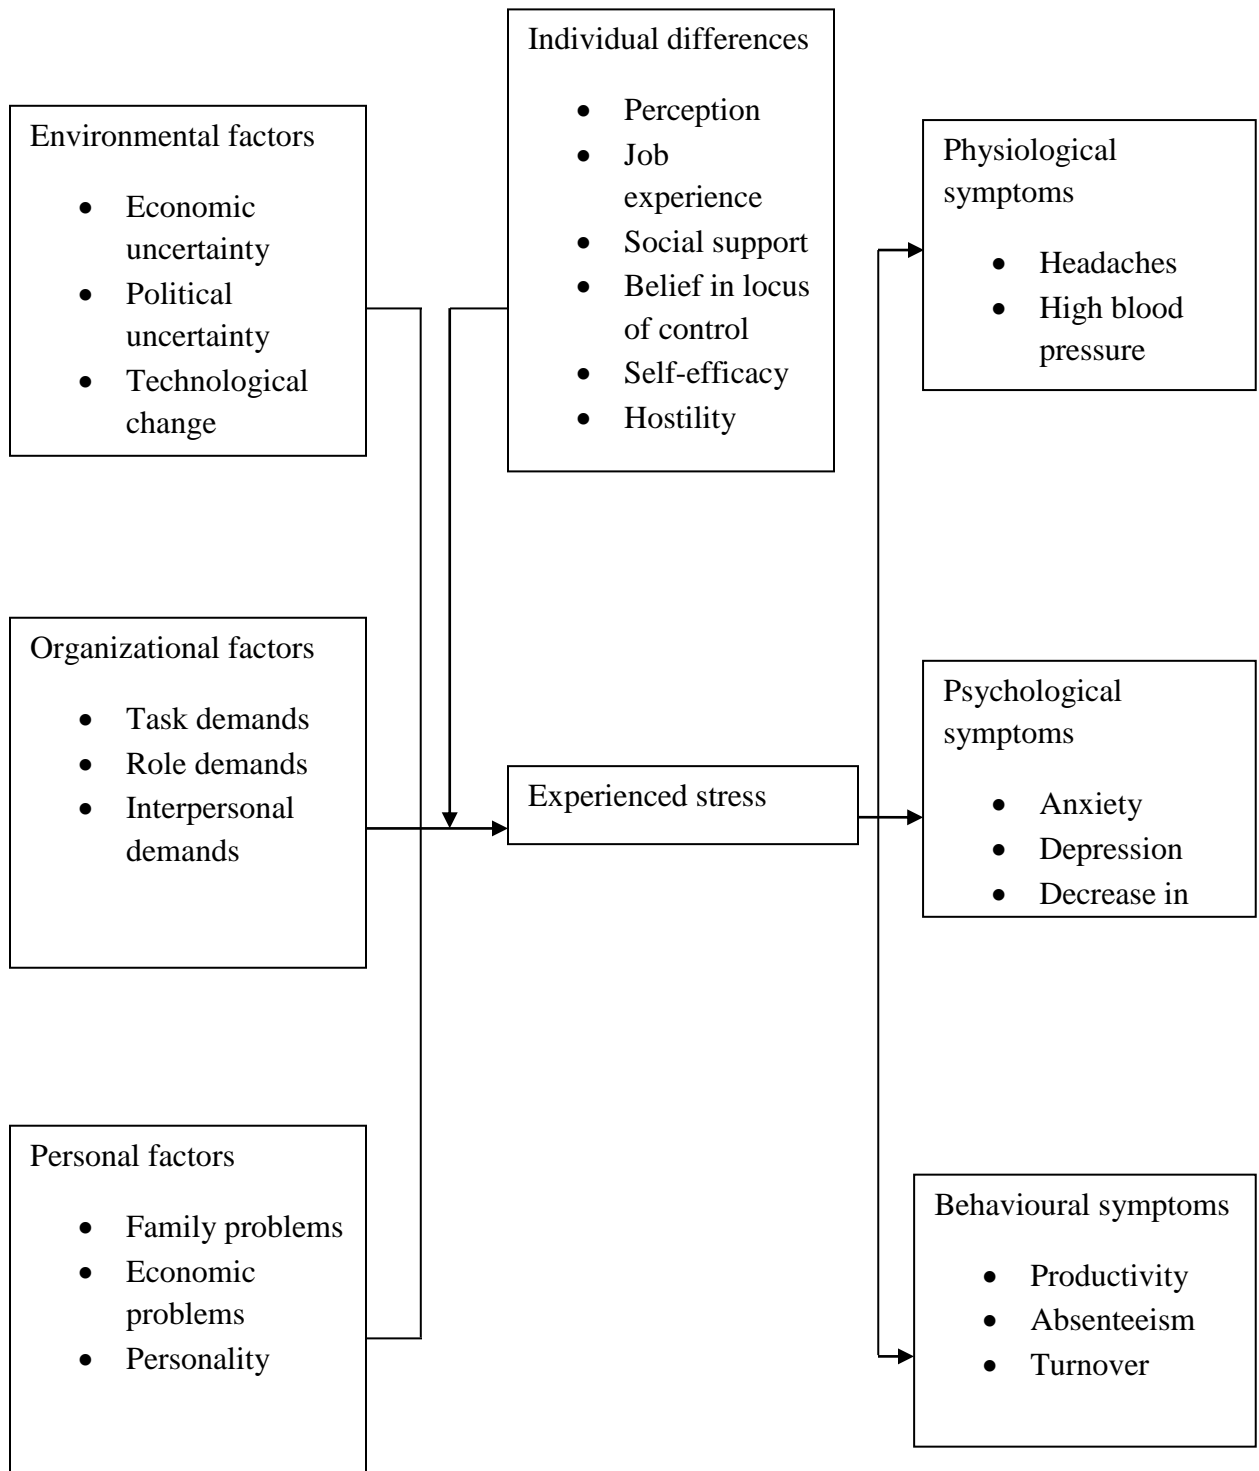 Individual differences
• Perception
• Job
experience
• Social support
• Belief in locus
of control
• Self-efficacy
• Hostility
Environmental factors
• Economic
uncertainty
• Political
uncertainty
• Technological
change
Physiological
symptoms
• Headaches
• High blood
pressure
Organizational factors
• Task demands
• Role demands
• Interpersonal
demands
Experienced stress
Psychological
symptoms
• Anxiety
• Depression
• Decrease in
Personal factors
• Family problems
• Economic
problems
• Personality
Behavioural symptoms
• Productivity
• Absenteeism
• Turnover